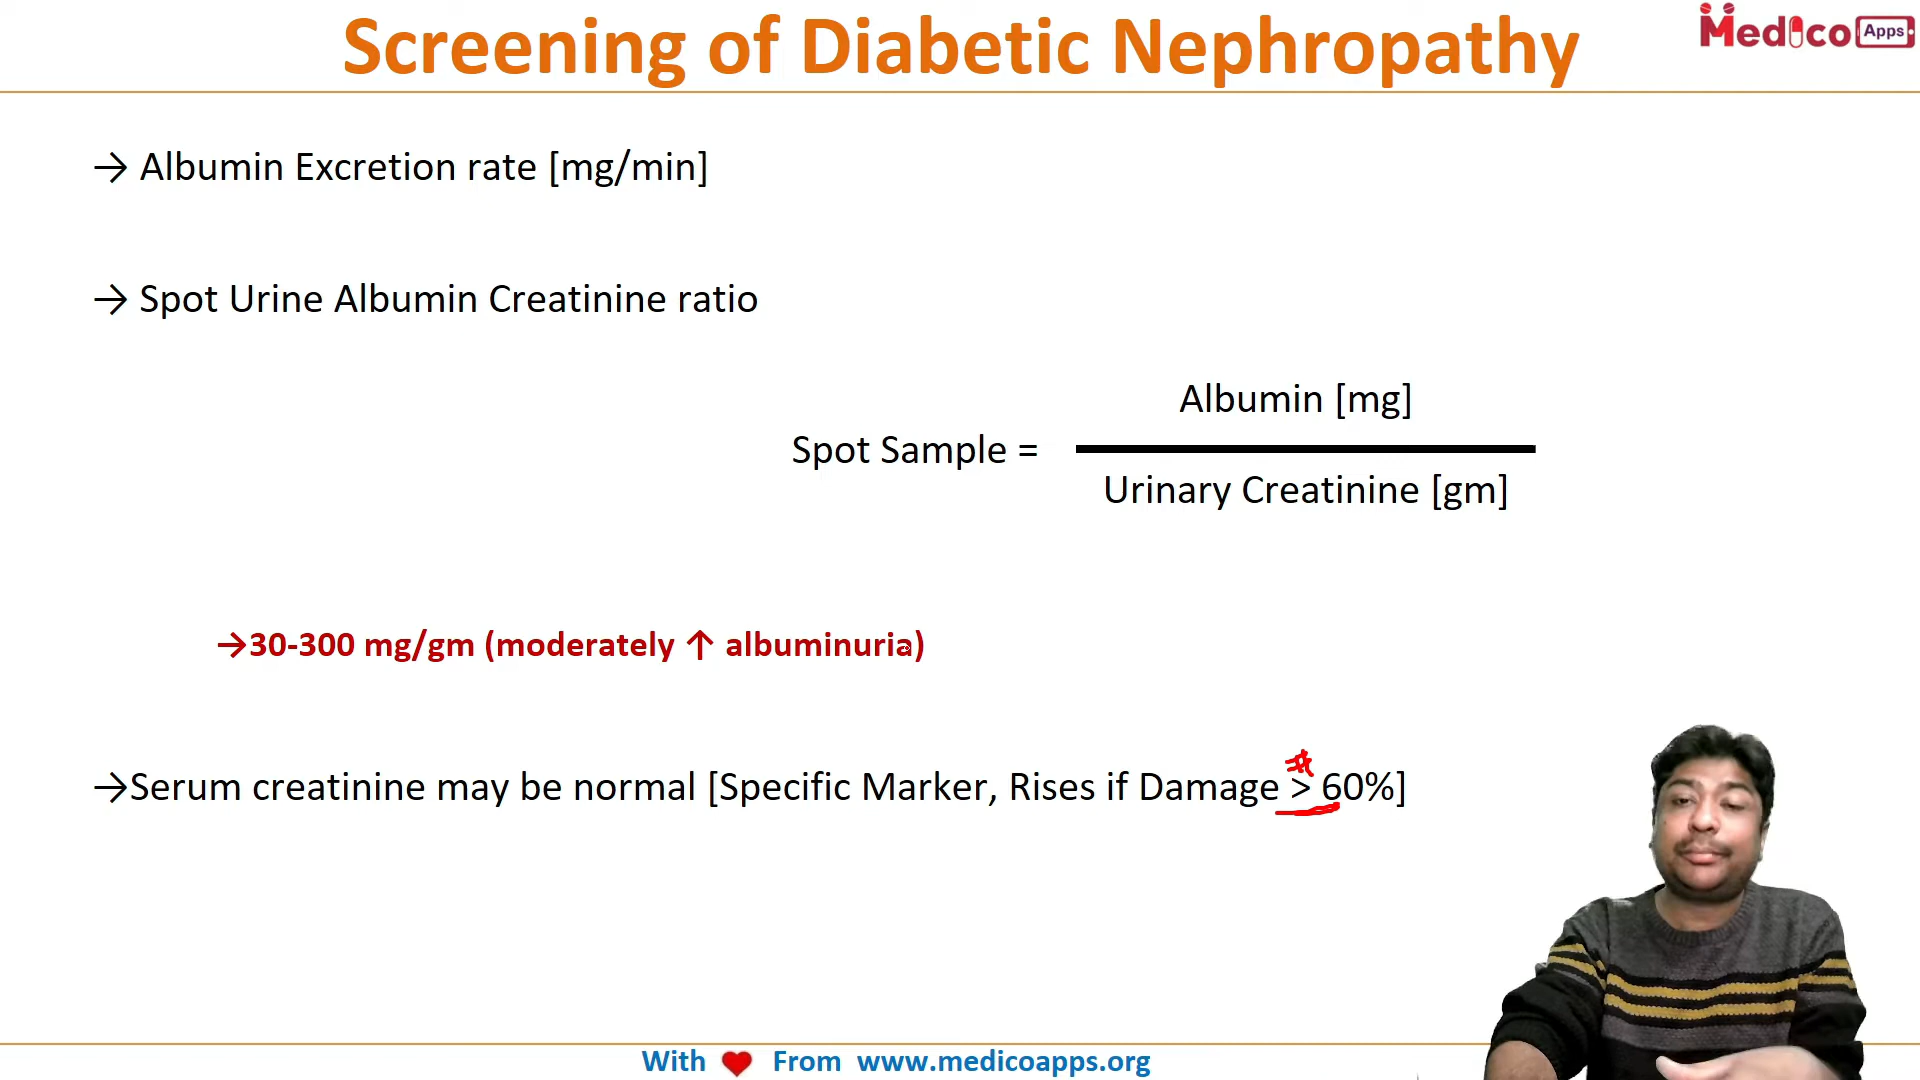 Screening of Diabetic Nephropathy
Medico Apps
→ Albumin Excretion rate [mg/min]
→ Spot Urine Albumin Creatinine ratio
Albumin [mg]
Spot Sample =
Urinary Creatinine [gm]
→30-300 mg/gm (moderately ↑ albuminuria)
→Serum creatinine may be normal [Specific Marker, Rises if Damage > 60%]
With ❤ From www.medicoapps.org